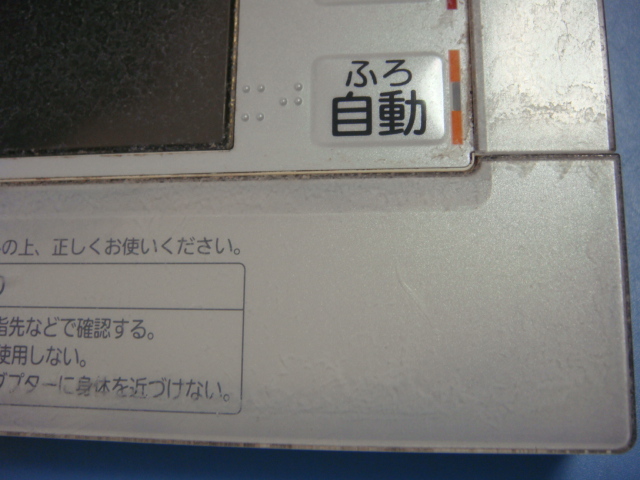 ふろ
自動
の上、正しくお使いください。
指先などで確認する。
使用しない。
ダプターに身体を近づけない。